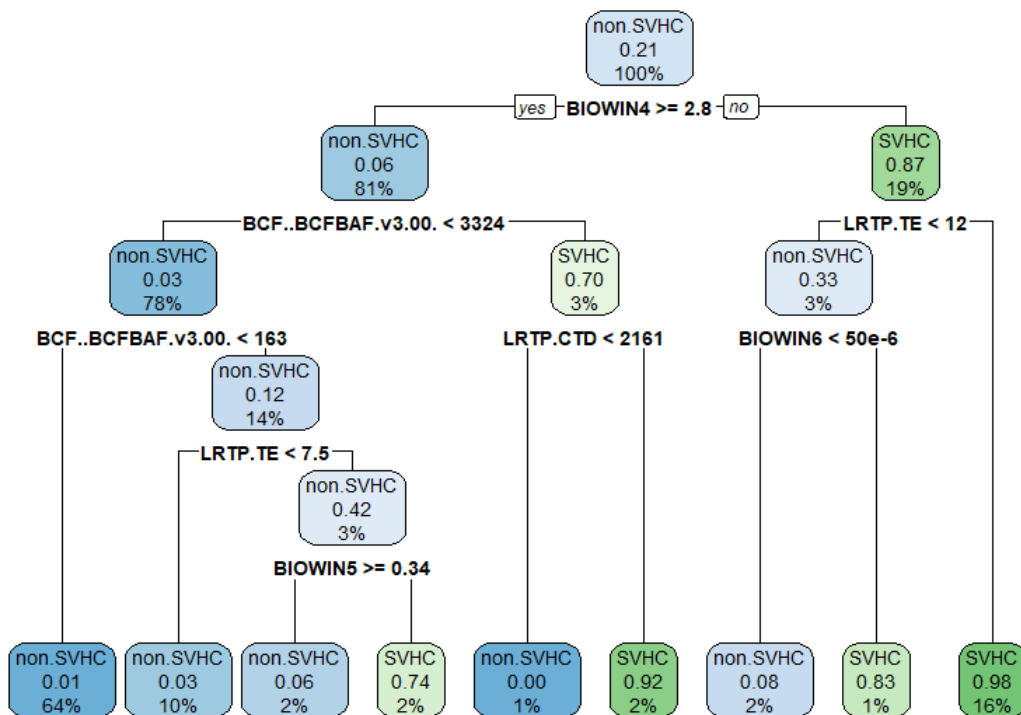 non.SVHC
0.21
100%
yes BIOWIN4 >= 2.8 no
non.SVHC
0.06
81%
SVHC
0.87
19%
BCF..BCFBAF.v3.00. < 3324
LRTP.TE < 12
non.SVHC
0.03
78%
SVHC
0.70
3%
non.SVHC
0.33
3%
BCF..BCFBAF.v3.00. < 163
LRTP.CTD < 2161
BIOWIN6 < 50e-6
non.SVHC
0.12
14%
LRTP.TE < 7.5
non.SVHC
0.42
3%
BIOWIN5 >= 0.34
non.SVHC
0.01
64%
non.SVHC
0.03
10%
non.SVHC
0.06
2%
SVHC
0.74
2%
non.SVHC
0.00
1%
SVHC
0.92
2%
non.SVHC
0.08
2%
SVHC
0.83
1%
SVHC
0.98
16%